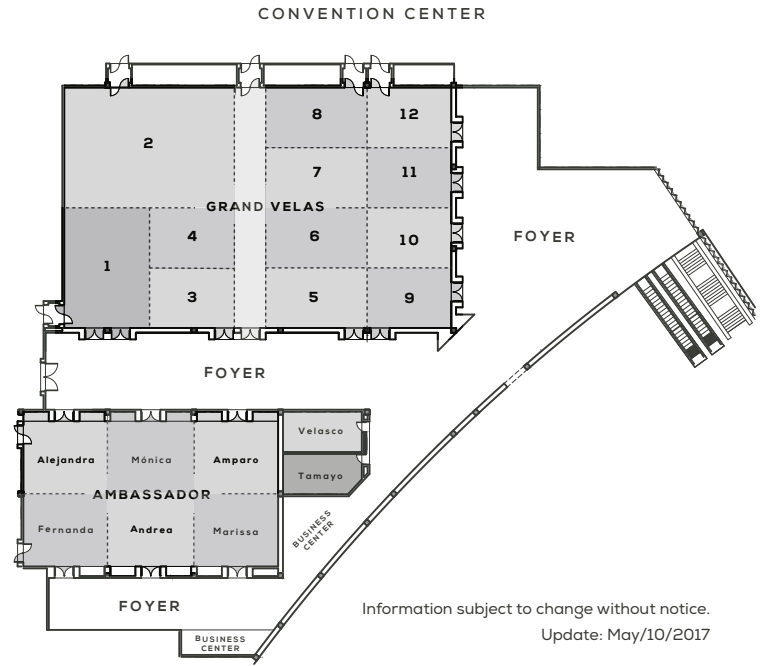 CONVENTION CENTER
8
12
2
7
11
GRAND VELAS
4
6
10
FOYER
1
3
5
9
FOYER
Velasco
Alejandra
Mónica
Amparo
Tamayo
AMBASSADOR
Fernanda
Andrea
Marissa
BUSINESS
CENTER
FOYER
Information subject to change without notice.
Update: May/10/2017
BUSINESS
CENTER